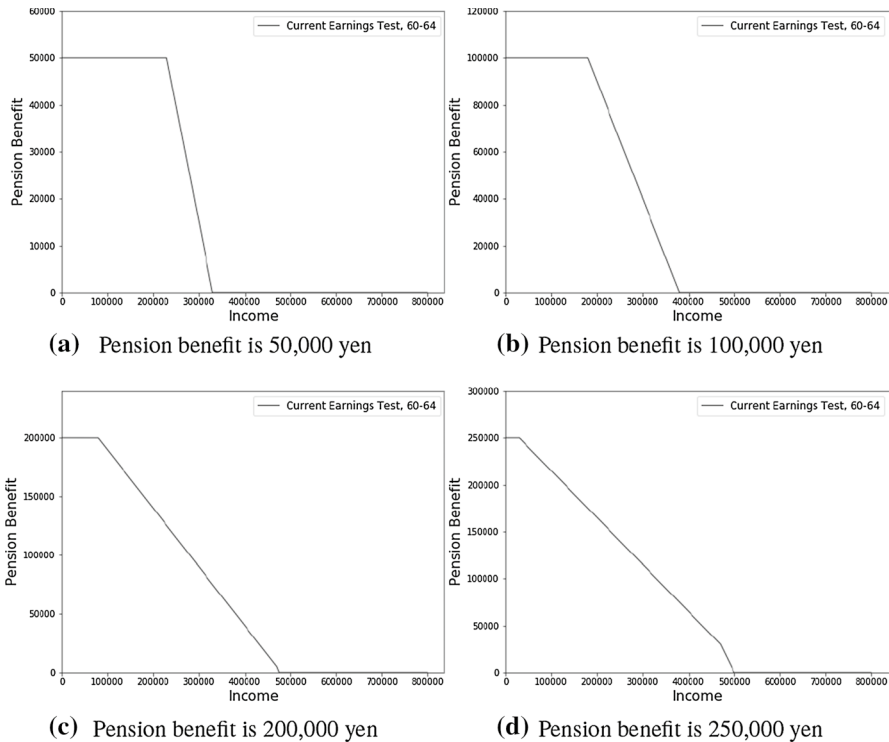 60000
Current Earnings Test, 60-64
50000
40000
30000
20000
10000
0
Pension Benefit
0 100000 200000 300000 400000 500000 600000 700000 800000
Income
(a) Pension benefit is 50,000 yen
120000
Current Earnings Test, 60-64
100000
80000
60000
40000
20000
0
Pension Benefit
0 100000 200000 300000 400000 500000 600000 700000 800000
Income
(b) Pension benefit is 100,000 yen
Current Earnings Test, 60-64
200000
150000
100000
50000
0
Pension Benefit
0 100000 200000 300000 400000 500000 600000 700000 800000
Income
(c) Pension benefit is 200,000 yen
300000
Current Earnings Test, 60-64
250000
200000
150000
100000
50000
0
Pension Benefit
0 100000 200000 300000 400000 500000 600000 700000 800000
Income
(d) Pension benefit is 250,000 yen